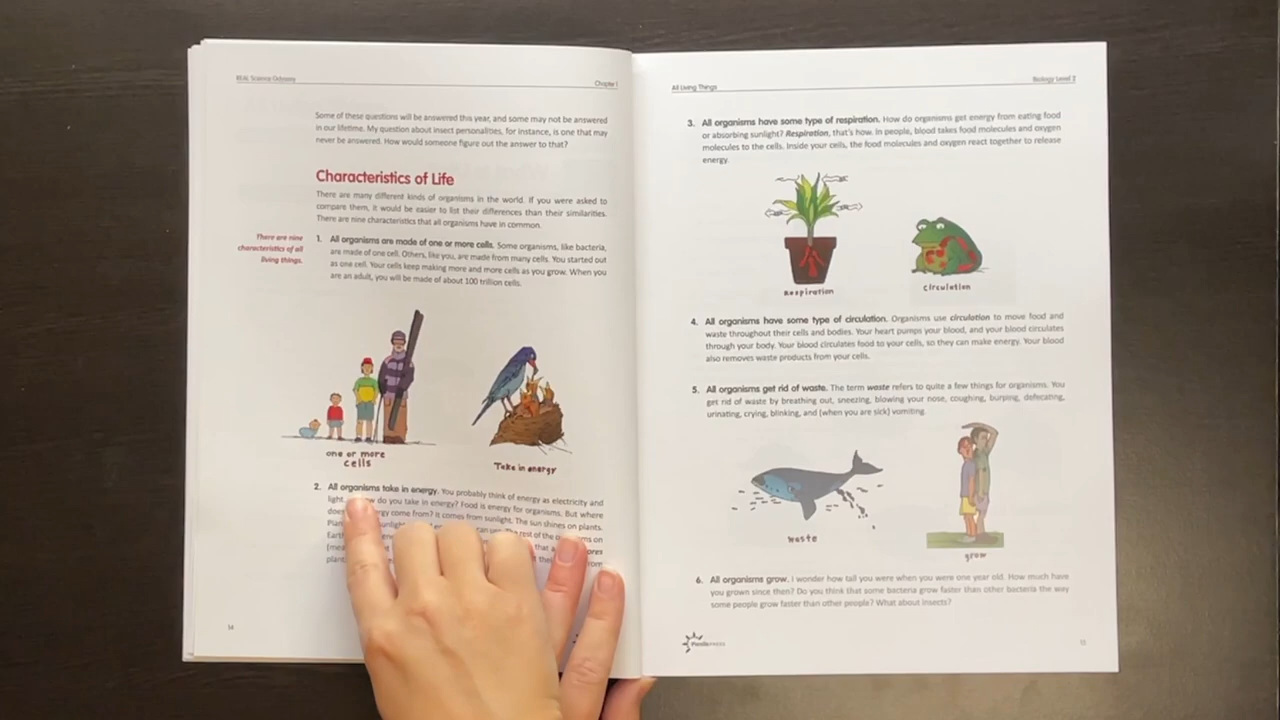 REAL Science Odyssey
Chapter 1
Some of these questions will be answered this year, and some may not be answered
in our lifetime. My question about insect personalities, for instance, is one that may
never be answered. How would someone figure out the answer to that?
Characteristics of Life
There are many different kinds of organisms in the world. If you were asked to
compare them, it would be easier to list their differences than their similarities.
There are nine characteristics that all organisms have in common.
There are nine
characteristics of all
living things.
1. All organisms are made of one or more cells. Some organisms, like bacteria,
are made of one cell. Others, like you, are made from many cells. You started out
as one cell. Your cells keep making more and more cells as you grow. When you
are an adult, you will be made of about 100 trillion cells.
one or more
cells
Take in energy
2. All organisms take in energy. You probably think of energy as electricity and
light. do you take in energy? Food is energy for organisms. But where
does come from? It comes from sunlight. The sun shines on plants.
sunlight can rest of the on
Earth
that a
plant from
14
All Living Things
Biology Level 2
3. All organisms have some type of respiration. How do organisms get energy from eating food
or absorbing sunlight? Respiration, that's how. In people, blood takes food molecules and oxygen
molecules to the cells. Inside your cells, the food molecules and oxygen react together to release
energy.
Respiration
circulation
4. All organisms have some type of circulation. Organisms use circulation to move food and
waste throughout their cells and bodies. Your heart pumps your blood, and your blood circulates
through your body. Your blood circulates food to your cells, so they can make energy. Your blood
also removes waste products from your cells.
5. All organisms get rid of waste. The term waste refers to quite a few things for organisms. You
get rid of waste by breathing out, sneezing, blowing your nose, coughing, burping, defecating,
urinating, crying, blinking, and (when you are sick) vomiting.
waste
grow
6. All organisms grow. I wonder how tall you were when you were one year old. How much have
you grown since then? Do you think that some bacteria grow faster than other bacteria the way
some people grow faster than other people? What about insects?
PandiaPRESS
15